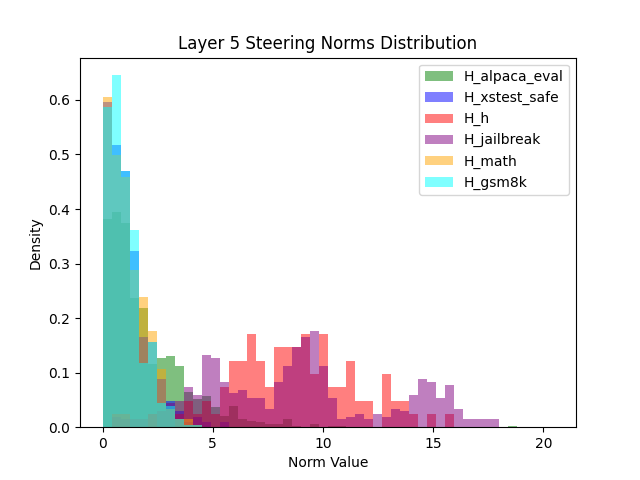 Layer 5 Steering Norms Distribution
H_alpaca_eval
H_xstest_safe
H_h
H_jailbreak
H_math
H_gsm8k
Density
0.6
0.5
0.4
0.3
0.2
0.1
0.0
0
5
10
15
20
Norm Value